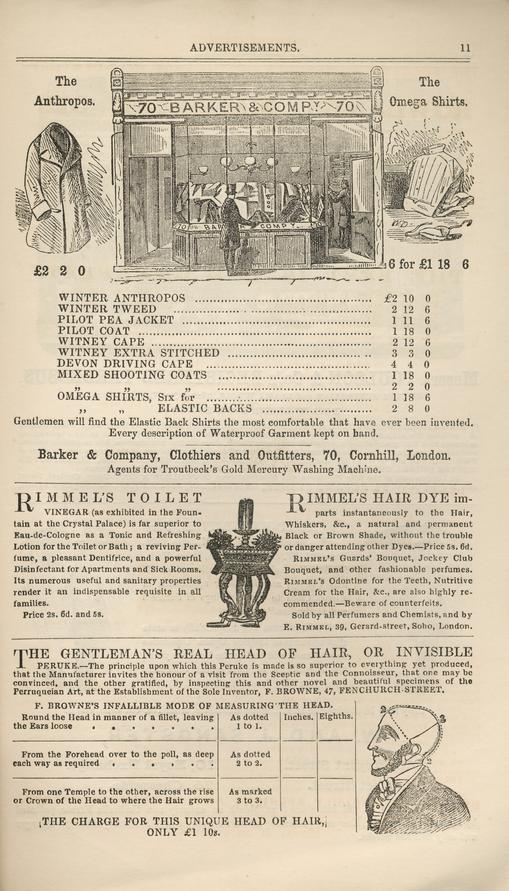 ADVERTISEMENTS. 11
The
Anthropos.
70 BARKER & COMPY 70
The
Omega Shirts.
BARKER COMPY
£2 2 0
6 for £1 18 6
WINTER ANTHROPOS £2 10 0
WINTER TWEED 2 12 6
PILOT PEA JACKET 1 11 6
PILOT COAT 1 18 0
WITNEY CAPE 2 12 6
WITNEY EXTRA STITCHED 3 3 0
DEVON DRIVING CAPE 4 4 0
MIXED SHOOTING COATS 1 18 0
„ „ „ 2 2 0
OMEGA SHIRTS, Six for 1 18 6
„ „ ELASTIC BACKS 2 8 0
Gentlemen will find the Elastic Back Shirts the most comfortable that have ever been invented.
Every description of Waterproof Garment kept on hand.
Barker & Company, Clothiers and Outfitters, 70, Cornhill, London.
Agents for Troutbeck's Gold Mercury Washing Machine.
RIMMEL'S TOILET
VINEGAR (as exhibited in the Foun-
tain at the Crystal Palace) is far superior to
Eau-de-Cologne as a Tonic and Refreshing
Lotion for the Toilet or Bath; a reviving Per-
fume, a pleasant Dentifrice, and a powerful
Disinfectant for Apartments and Sick Rooms.
Its numerous useful and sanitary properties
render it an indispensable requisite in all
families.
Price 2s. 6d. and 5s.
RIMMEL'S HAIR DYE im-
parts instantaneously to the Hair,
Whiskers, &c., a natural and permanent
Black or Brown Shade, without the trouble
or danger attending other Dyes.—Price 5s. 6d.
RIMMEL'S Guards' Bouquet, Jockey Club
Bouquet, and other fashionable perfumes.
RIMMEL'S Odontine for the Teeth, Nutritive
Cream for the Hair, &c., are also highly re-
commended.—Beware of counterfeits.
Sold by all Perfumers and Chemists, and by
E. RIMMEL, 39, Gerard-street, Soho, London.
THE GENTLEMAN'S REAL HEAD OF HAIR, OR INVISIBLE
PERUKE.—The principle upon which this Peruke is made is so superior to everything yet produced,
that the Manufacturer invites the honour of a visit from the Sceptic and the Connoisseur, that one may be
convinced, and the other gratified, by inspecting this and other novel and beautiful specimens of the
Perruqueian Art, at the Establishment of the Sole Inventor, F. BROWNE, 47, FENCHURCH-STREET.
F. BROWNE'S INFALLIBLE MODE OF MEASURING THE HEAD.
Round the Head in manner of a fillet, leaving
the Ears loose
As dotted
1 to 1.
Inches. Eighths.
From the Forehead over to the poll, as deep
each way as required
As dotted
2 to 2.
From one Temple to the other, across the rise
or Crown of the Head to where the Hair grows
As marked
3 to 3.
THE CHARGE FOR THIS UNIQUE HEAD OF HAIR,
ONLY £1 10s.